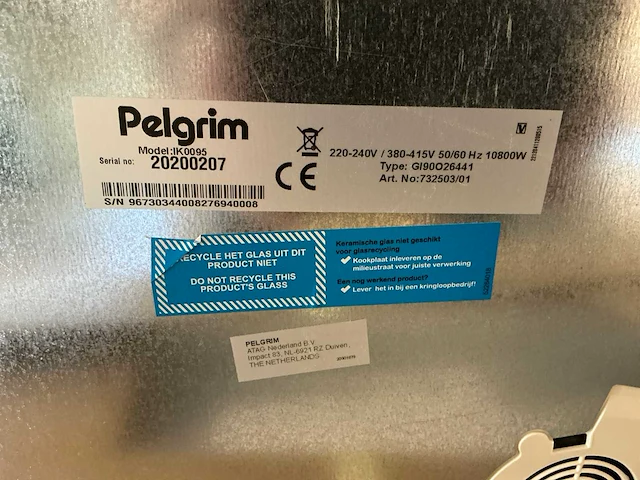 Pelgrim
Model:IK0095
Serial no: 20200207
S/N 96730344008276940008
CE
220-240V / 380-415V 50/60 Hz 10800W
Type: GI90O26441
Art. No:732503/01
RECYCLE HET GLAS UIT DIT
PRODUCT NIET
DO NOT RECYCLE THIS
PRODUCT'S GLASS
Keramische glas niet geschikt
voor glasrecycling
Kookplaat inleveren op de
milieustraat voor juiste verwerking
Een nog werkend product?
Lever het in bij een kringloopbedrijf!
PELGRIM
ATAG Nederland B.V.
Impact 83, NL-6921 RZ Duiven,
THE NETHERLANDS.